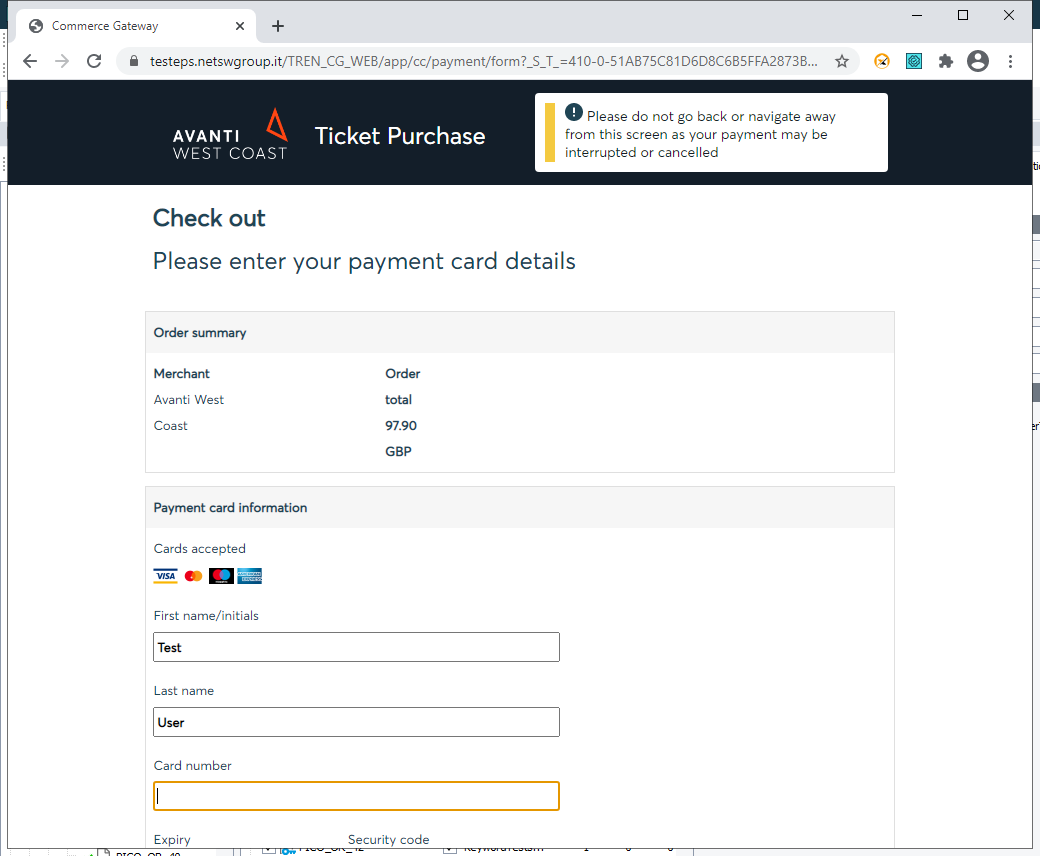 Commerce Gateway
testeps.netswgroup.it/TREN_CG_WEB/app/cc/payment/form?_S_T_=410-0-51AB75C81D6D8C6B5FFA2873B...
AVANTI
WEST COAST
Ticket Purchase
Please do not go back or navigate away
from this screen as your payment may be
interrupted or cancelled
Check out
Please enter your payment card details
Order summary
Merchant
Avanti West
Coast
Order
total
97.90
GBP
Payment card information
Cards accepted
VISA
First name/initials
Test
Last name
User
Card number
Expiry
Security code